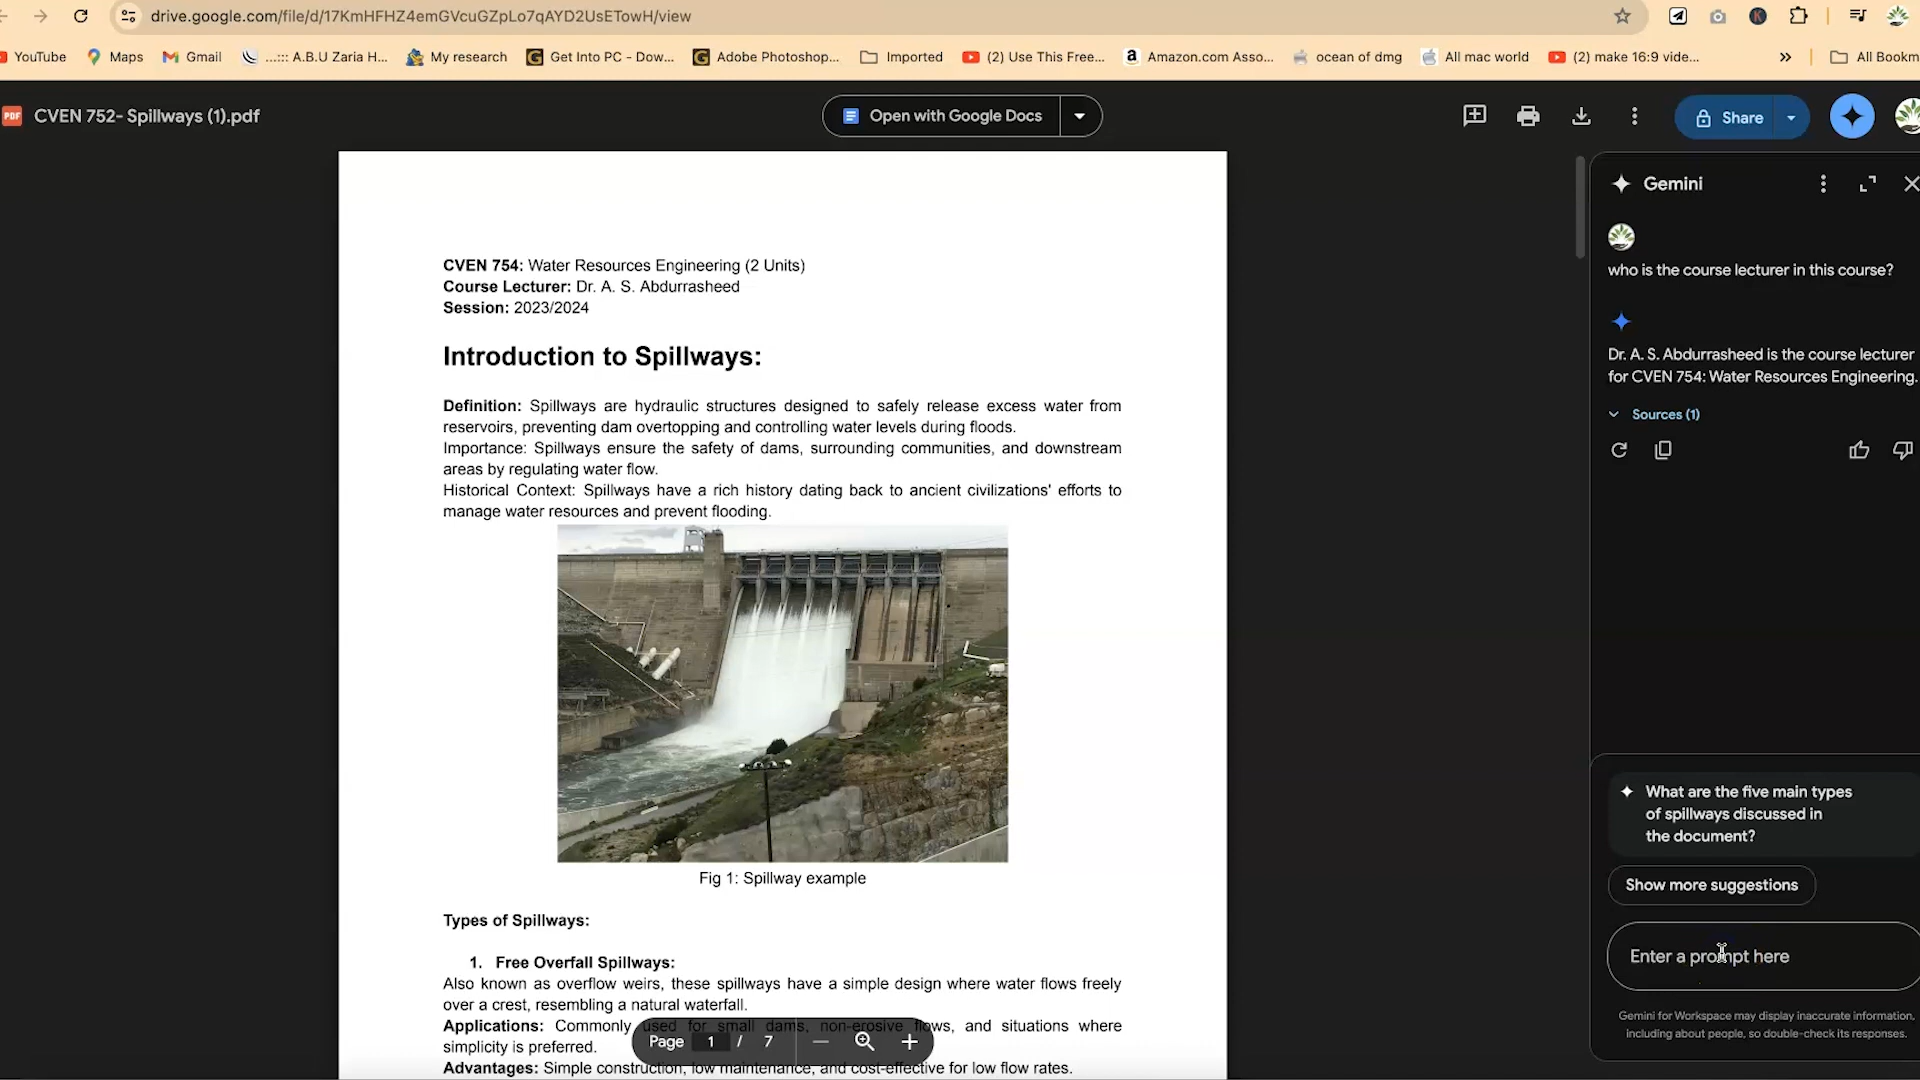 drive.google.com/file/d/17KmHFHZ4emGVcuGZpLo7qAYD2UsETowH/view
YouTube
Maps
Gmail
...::: A.B.U Zaria H...
My research
Get Into PC - Dow...
Adobe Photoshop...
Imported
(2) Use This Free...
Amazon.com Asso...
ocean of dmg
All mac world
(2) make 16:9 vide...
»
All Bookm
PDF
CVEN 752- Spillways (1).pdf
Open with Google Docs
Share
CVEN 754: Water Resources Engineering (2 Units)
Course Lecturer: Dr. A. S. Abdurrasheed
Session: 2023/2024
Introduction to Spillways:
Definition: Spillways are hydraulic structures designed to safely release excess water from
reservoirs, preventing dam overtopping and controlling water levels during floods.
Importance: Spillways ensure the safety of dams, surrounding communities, and downstream
areas by regulating water flow.
Historical Context: Spillways have a rich history dating back to ancient civilizations' efforts to
manage water resources and prevent flooding.
Fig 1: Spillway example
Types of Spillways:
1. Free Overfall Spillways:
Also known as overflow weirs, these spillways have a simple design where water flows freely
over a crest, resembling a natural waterfall.
Applications: Commonly used for small dams, non-erosive flows, and situations where
simplicity is preferred.
Advantages: Simple construction, low maintenance, and cost-effective for low flow rates.
Page 1 / 7
Gemini
who is the course lecturer in this course?
Dr. A. S. Abdurrasheed is the course lecturer
for CVEN 754: Water Resources Engineering.
Sources (1)
What are the five main types
of spillways discussed in
the document?
Show more suggestions
Enter a prompt here
Gemini for Workspace may display inaccurate information,
including about people, so double-check its responses.